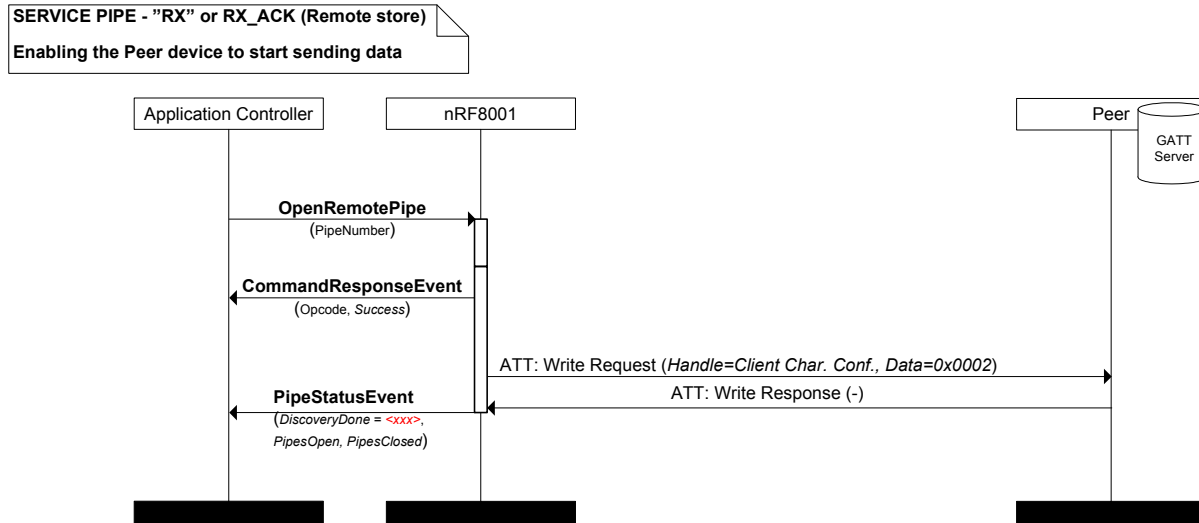 SERVICE PIPE - ”RX” or RX_ACK (Remote store)
Enabling the Peer device to start sending data
Application Controller
nRF8001
Peer
GATT
Server
OpenRemotePipe
(PipeNumber)
CommandResponseEvent
(Opcode, Success)
ATT: Write Request (Handle=Client Char. Conf., Data=0x0002)
ATT: Write Response (-)
PipeStatusEvent
(DiscoveryDone = <xxx>,
PipesOpen, PipesClosed)